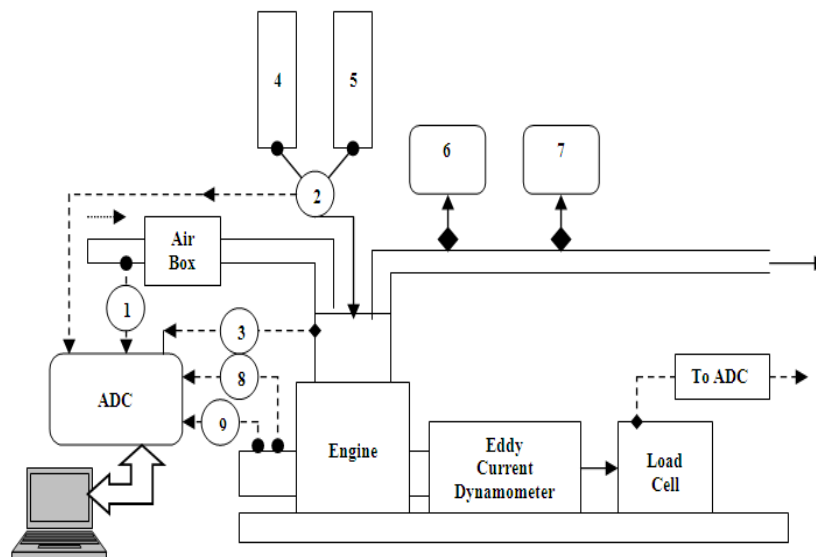 4
5
6
7
2
Air
Box
1
3
To ADC
8
ADC
9
Engine
Eddy
Current
Dynamometer
Load
Cell